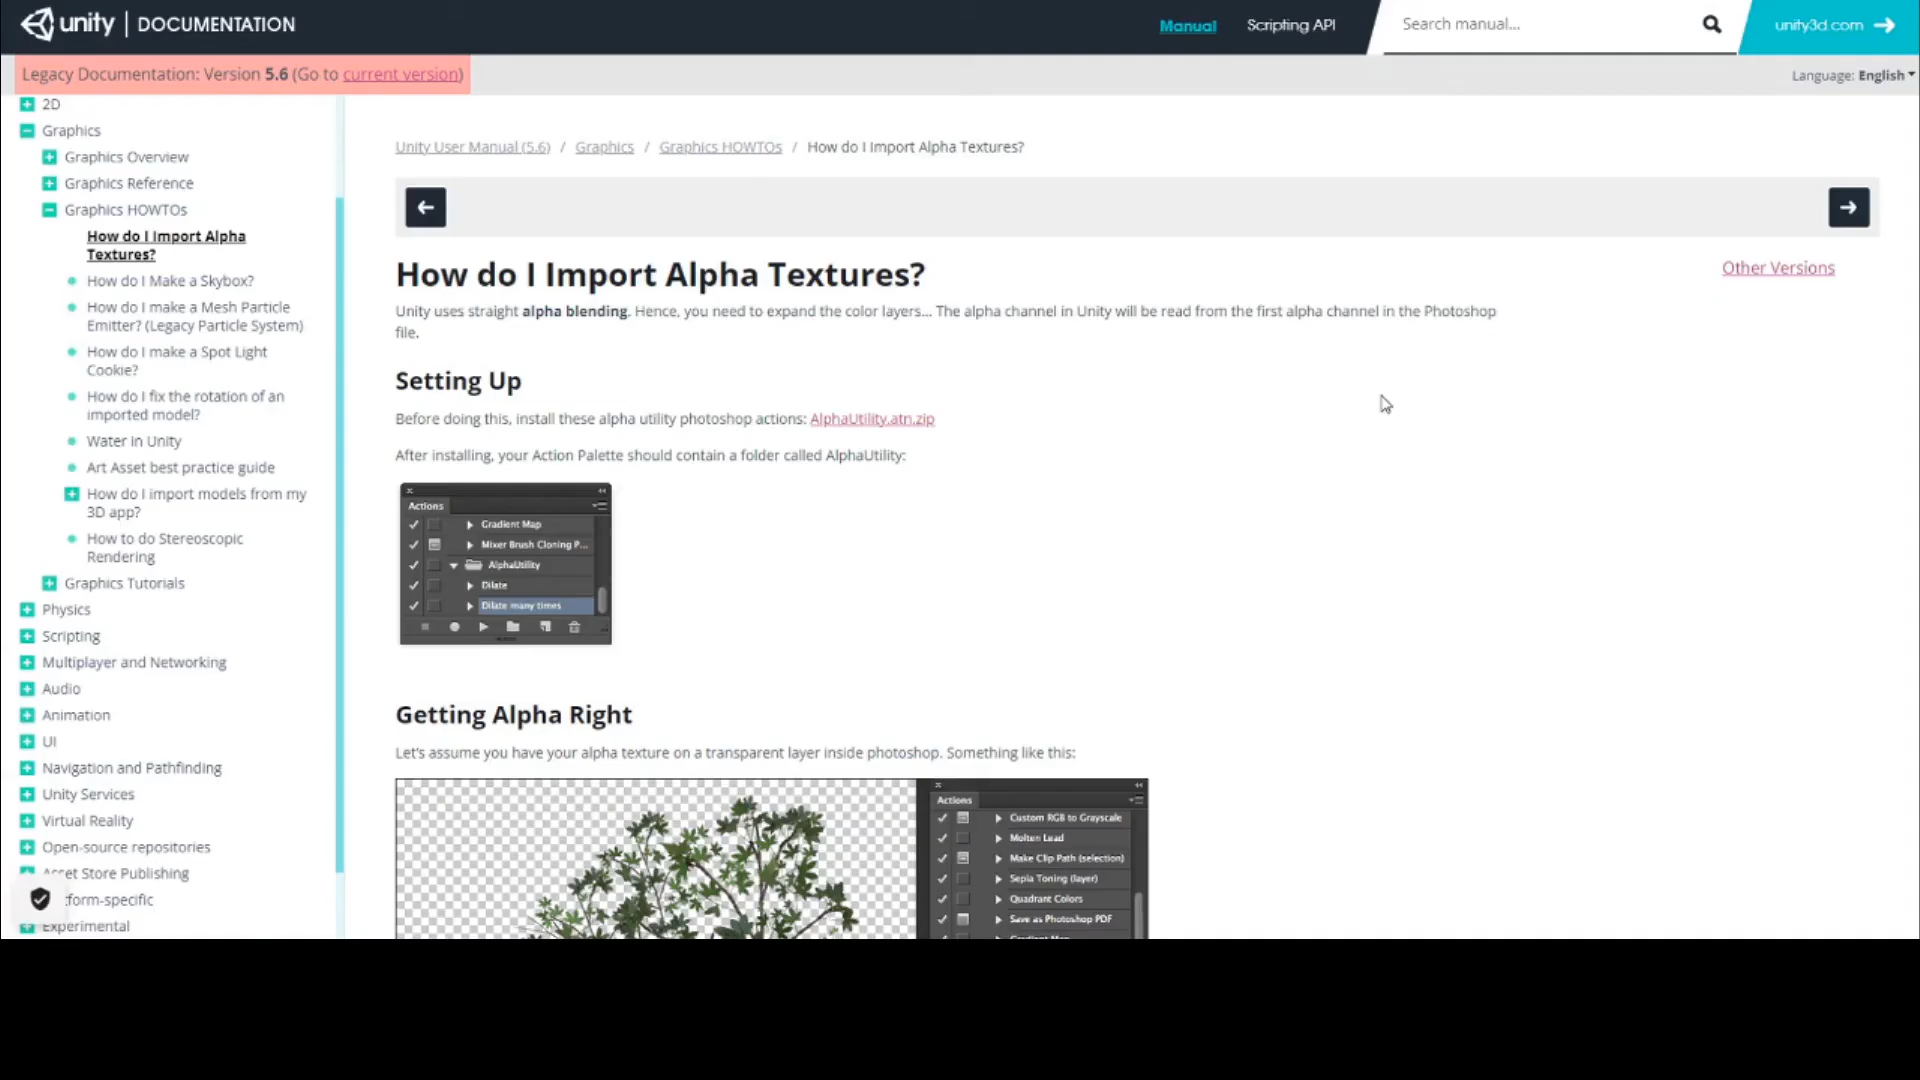 unity | DOCUMENTATION
Manual
Scripting API
Search manual...
unity3d.com
Legacy Documentation: Version 5.6 (Go to current version)
Language: English
2D
Graphics
Graphics Overview
Graphics Reference
Graphics HOWTOs
How do I Import Alpha
Textures?
How do I Make a Skybox?
How do I make a Mesh Particle
Emitter? (Legacy Particle System)
How do I make a Spot Light
Cookie?
How do I fix the rotation of an
imported model?
Water in Unity
Art Asset best practice guide
How do I import models from my
3D app?
How to do Stereoscopic
Rendering
Graphics Tutorials
Physics
Scripting
Multiplayer and Networking
Audio
Animation
UI
Navigation and Pathfinding
Unity Services
Virtual Reality
Open-source repositories
Asset Store Publishing
tform-specific
Experimental
Unity User Manual (5.6) / Graphics / Graphics HOWTOs / How do I Import Alpha Textures?
How do I Import Alpha Textures?
Other Versions
Unity uses straight alpha blending. Hence, you need to expand the color layers... The alpha channel in Unity will be read from the first alpha channel in the Photoshop
file.
Setting Up
Before doing this, install these alpha utility photoshop actions: AlphaUtility.atn.zip
After installing, your Action Palette should contain a folder called AlphaUtility:
Actions
Gradient Map
Mixer Brush Cloning P...
AlphaUtility
Dilate
Dilate many times
Getting Alpha Right
Let's assume you have your alpha texture on a transparent layer inside photoshop. Something like this:
Actions
Custom RGB to Grayscale
Molten Lead
Make Clip Path (selection)
Sepia Toning (layer)
Quadrant Colors
Save as Photoshop PDF